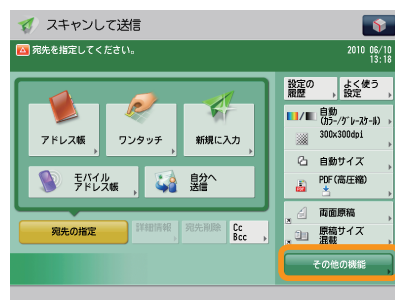 スキャンして送信
宛先を指定してください。
2010 06/10
13:18
設定の
履歴
よく使う
設定
アドレス帳
ワンタッチ
新規に入力
モバイル
アドレス帳
自分へ
送信
宛先の指定
詳細情報
宛先削除
Cc
Bcc
自動
(カラー/グレースケール)
300x300dpi
自動サイズ
PDF(高圧縮)
両面原稿
原稿サイズ
混載
その他の機能